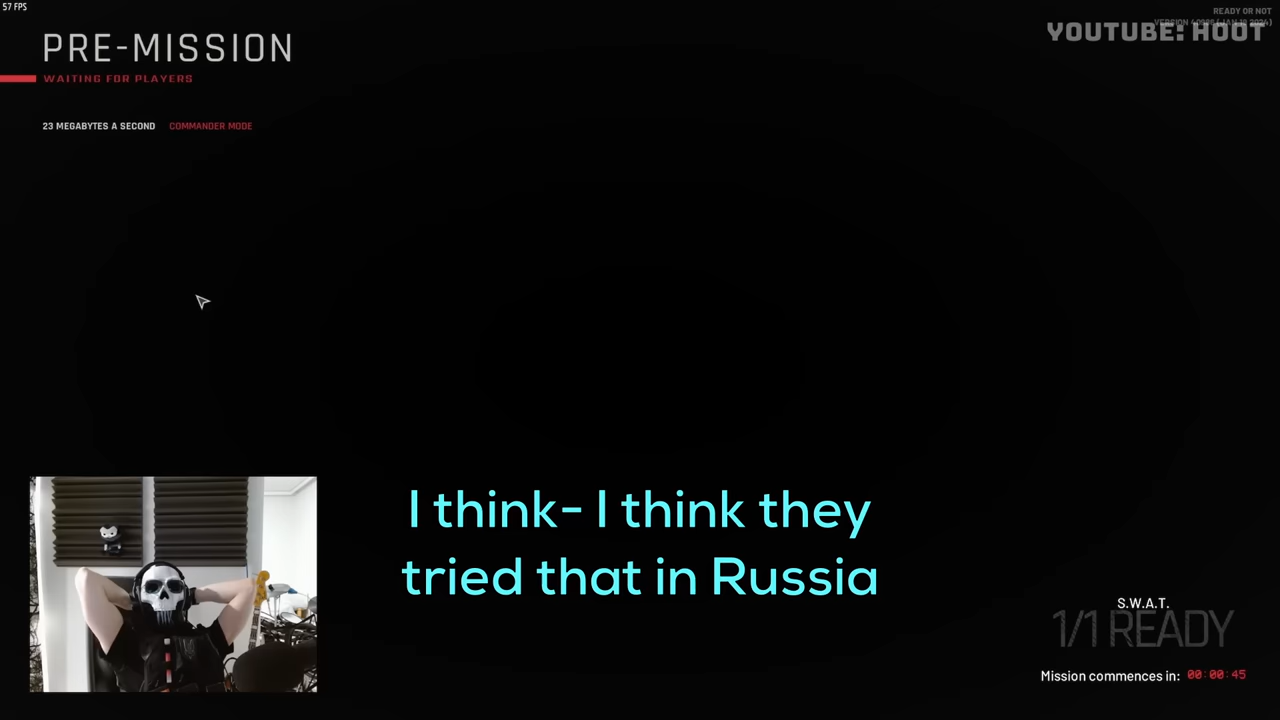 57 FPS
READY OR NOT
PRE-MISSION
YOUTUBE: HOOT
WAITING FOR PLAYERS
23 MEGABYTES A SECOND COMMANDER MODE
I think- I think they
tried that in Russia
S.W.A.T.
1/1 READY
Mission commences in: 00:00:45